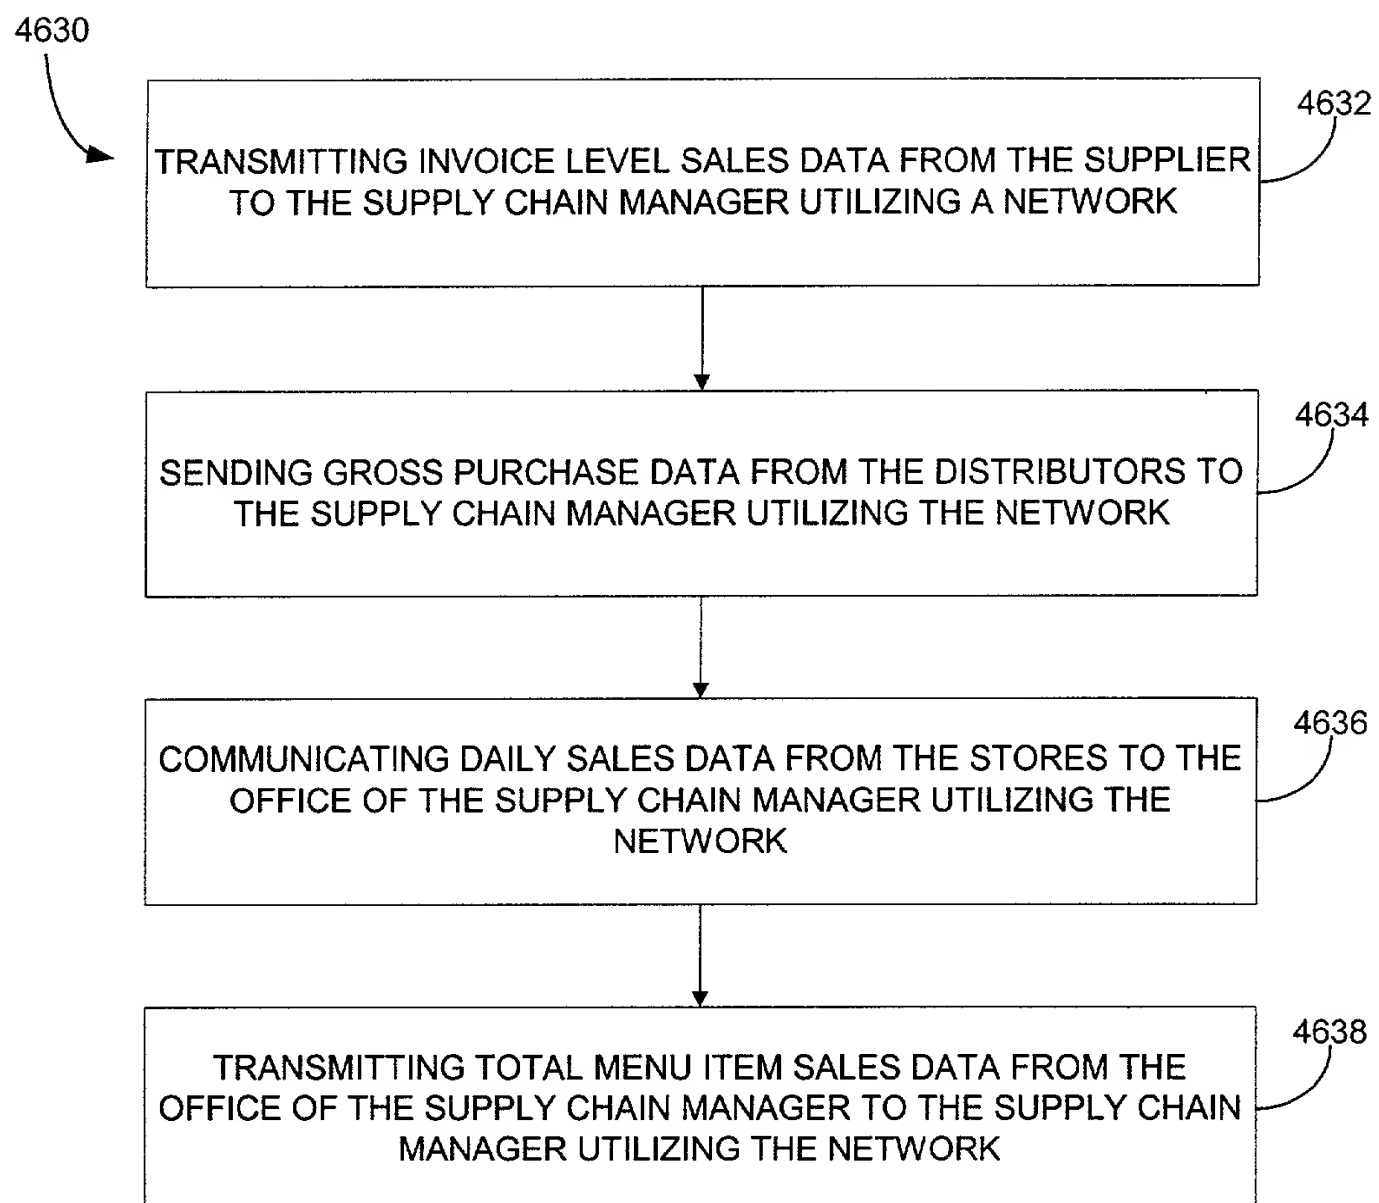 4630
4632
TRANSMITTING INVOICE LEVEL SALES DATA FROM THE SUPPLIER
TO THE SUPPLY CHAIN MANAGER UTILIZING A NETWORK
4634
SENDING GROSS PURCHASE DATA FROM THE DISTRIBUTORS TO
THE SUPPLY CHAIN MANAGER UTILIZING THE NETWORK
4636
COMMUNICATING DAILY SALES DATA FROM THE STORES TO THE
OFFICE OF THE SUPPLY CHAIN MANAGER UTILIZING THE
NETWORK
4638
TRANSMITTING TOTAL MENU ITEM SALES DATA FROM THE
OFFICE OF THE SUPPLY CHAIN MANAGER TO THE SUPPLY CHAIN
MANAGER UTILIZING THE NETWORK